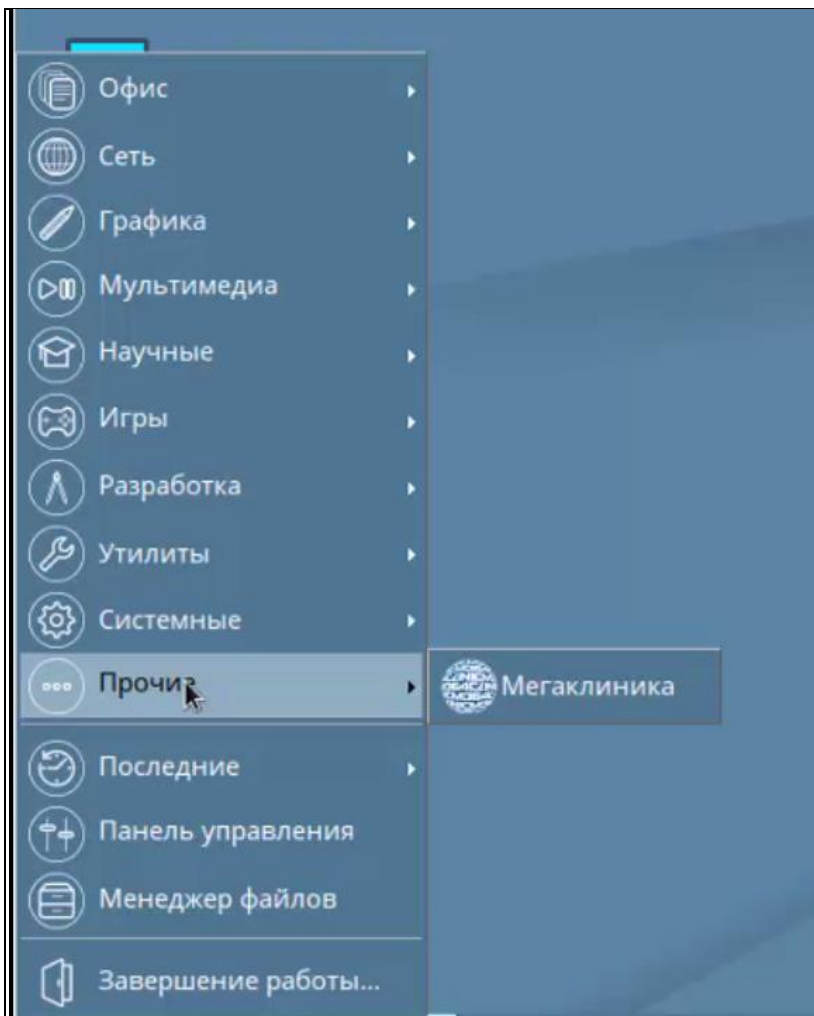 Офис
Сеть
Графика
Мультимедиа
Научные
Игры
Разработка
Утилиты
Системные
Прочие
Мегаклиника
Последние
Панель управления
Менеджер файлов
Завершение работы...